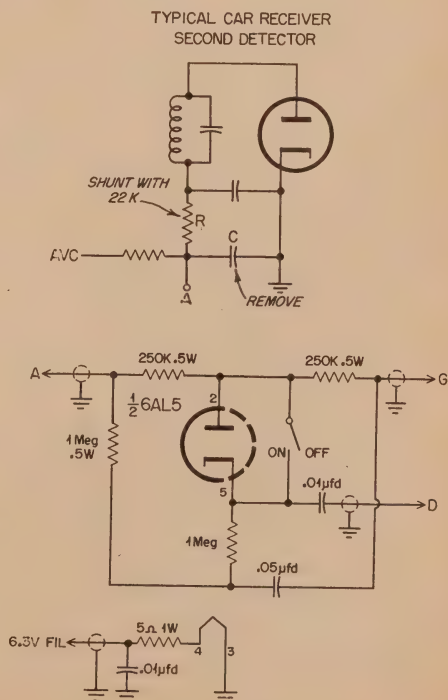 TYPICAL CAR RECEIVER
SECOND DETECTOR
SHUNT WITH
22 K
R
C
AVC
A
REMOVE
250K.5W
250K.5W
A
G
2
1/2 6AL5
1 Meg
.5W
ON
OFF
5
.01µfd
D
1 Meg
.05µfd
5Ω 1W
6.3V FIL
4
3
.01µfd